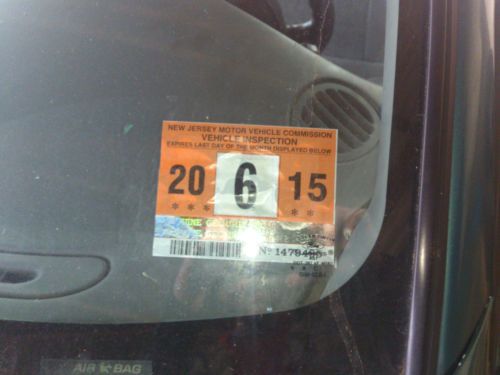 NEW JERSEY MOTOR VEHICLE COMMISSION
VEHICLE INSPECTION
EXPIRES LAST DAY OF THE MONTH DISPLAYED BELOW
20 6 15
* * * * *
AIR BAG